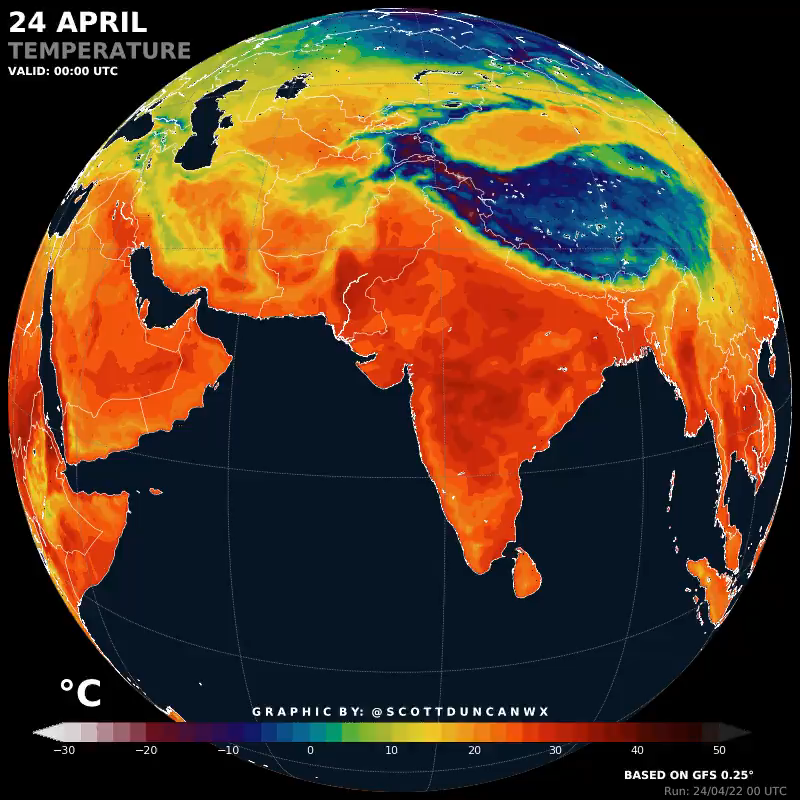 24 APRIL
TEMPERATURE
VALID: 00:00 UTC
°C
GRAPHIC BY: @SCOTTDUNCANWX
−30 −20 −10 0 10 20 30 40 50
BASED ON GFS 0.25°
Run: 24/04/22 00 UTC